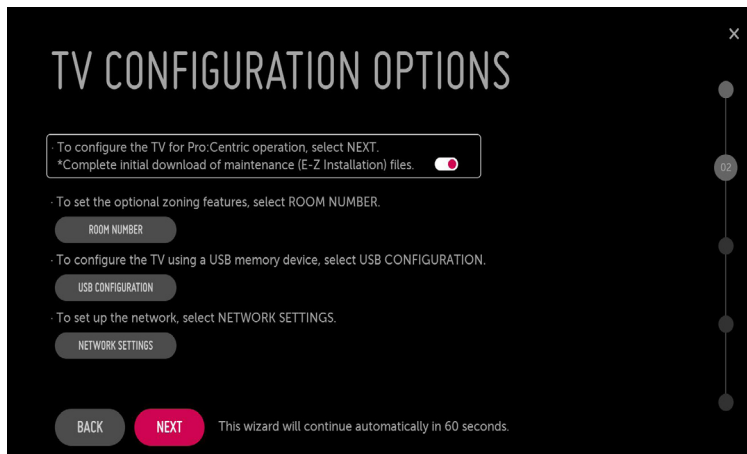 ×
TV CONFIGURATION OPTIONS
· To configure the TV for Pro:Centric operation, select NEXT.
*Complete initial download of maintenance (E-Z Installation) files.
02
· To set the optional zoning features, select ROOM NUMBER.
ROOM NUMBER
· To configure the TV using a USB memory device, select USB CONFIGURATION.
USB CONFIGURATION
· To set up the network, select NETWORK SETTINGS.
NETWORK SETTINGS
BACK NEXT This wizard will continue automatically in 60 seconds.